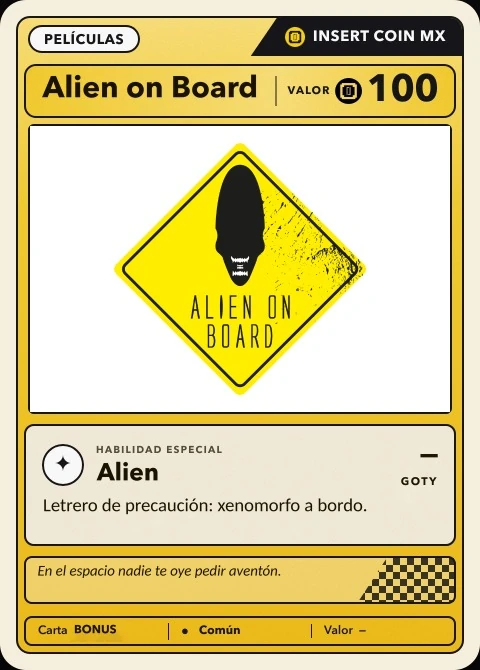 PELÍCULAS
INSERT COIN MX
Alien on Board
VALOR 100
ALIEN ON
BOARD
HABILIDAD ESPECIAL
Alien
–
GOTY
Letrero de precaución: xenomorfo a bordo.
En el espacio nadie te oye pedir aventón.
Carta BONUS
• Común
Valor –